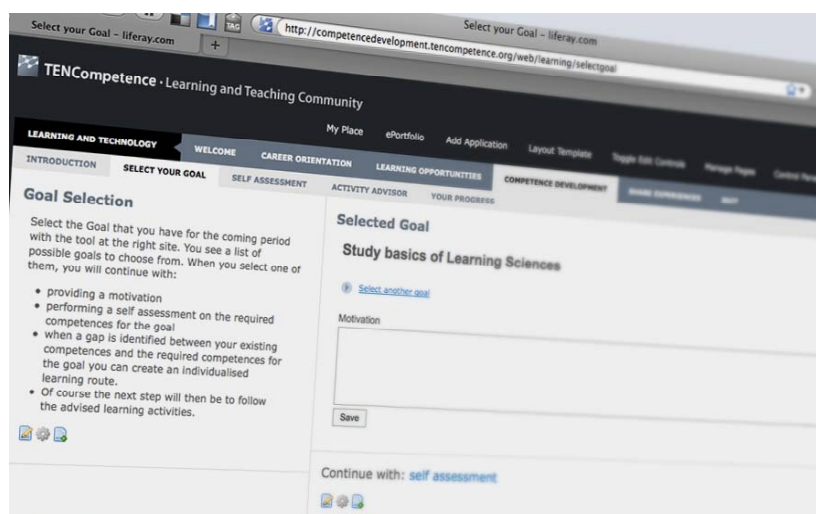 Select your Goal – liferay.com
Select your Goal – liferay.com
+
TAG
http://competencedevelopment.tencompetence.org/web/learning/selectgoal
TENCompetence · Learning and Teaching Community
My Place ePortfolio Add Application Layout Template Toggle Edit Controls Manage Pages Control
LEARNING AND TECHNOLOGY WELCOME CAREER ORIENTATION LEARNING OPPORTUNITIES COMPETENCE DEVELOPMENT SHARE EXPERIENCES
INTRODUCTION SELECT YOUR GOAL SELF ASSESSMENT ACTIVITY ADVISOR YOUR PROGRESS
Goal Selection
Select the Goal that you have for the coming period
with the tool at the right site. You see a list of
possible goals to choose from. When you select one of
them, you will continue with:
• providing a motivation
• performing a self assessment on the required
competences for the goal
• when a gap is identified between your existing
competences and the required competences for
the goal you can create an individualised
learning route.
• Of course the next step will then be to follow
the advised learning activities.
Selected Goal
Study basics of Learning Sciences
Select another goal
Motivation
Save
Continue with: self assessment